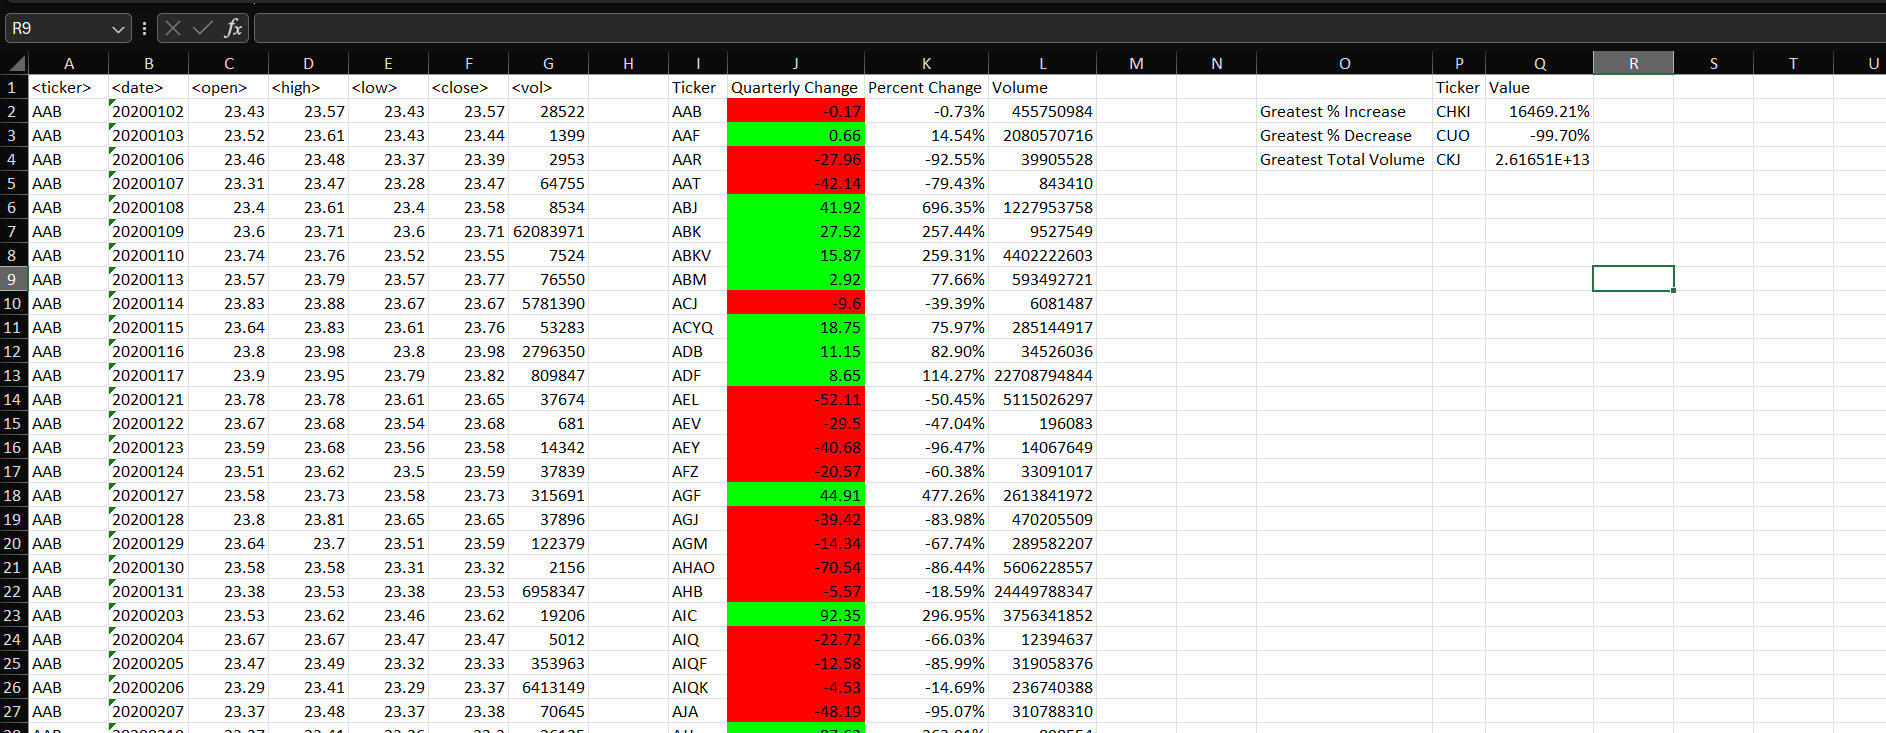 R9 fx
A B C D E F G H I J K L M N O P Q R S T U
1 <ticker> <date> <open> <high> <low> <close> <vol> Ticker Quarterly Change Percent Change Volume Ticker Value
2 AAB 20200102 23.43 23.57 23.43 23.57 28522 AAB -0.17 -0.73% 455750984 Greatest % Increase CHKI 16469.21%
3 AAB 20200103 23.52 23.61 23.43 23.44 1399 AAF 0.66 14.54% 2080570716 Greatest % Decrease CUO -99.70%
4 AAB 20200106 23.46 23.48 23.37 23.39 2953 AAR -27.96 -92.55% 39905528 Greatest Total Volume CKJ 2.61651E+13
5 AAB 20200107 23.31 23.47 23.28 23.47 64755 AAT -42.14 -79.43% 843410
6 AAB 20200108 23.4 23.61 23.4 23.58 8534 ABJ 41.92 696.35% 1227953758
7 AAB 20200109 23.6 23.71 23.6 23.71 62083971 ABK 27.52 257.44% 9527549
8 AAB 20200110 23.74 23.76 23.52 23.55 7524 ABKV 15.87 259.31% 4402222603
9 AAB 20200113 23.57 23.79 23.57 23.77 76550 ABM 2.92 77.66% 593492721
10 AAB 20200114 23.83 23.88 23.67 23.67 5781390 ACJ -9.6 -39.39% 6081487
11 AAB 20200115 23.64 23.83 23.61 23.76 53283 ACYQ 18.75 75.97% 285144917
12 AAB 20200116 23.8 23.98 23.8 23.98 2796350 ADB 11.15 82.90% 34526036
13 AAB 20200117 23.9 23.95 23.79 23.82 809847 ADF 8.65 114.27% 22708794844
14 AAB 20200121 23.78 23.78 23.61 23.65 37674 AEL -52.11 -50.45% 5115026297
15 AAB 20200122 23.67 23.68 23.54 23.68 681 AEV -29.5 -47.04% 196083
16 AAB 20200123 23.59 23.68 23.56 23.58 14342 AEY -40.68 -96.47% 14067649
17 AAB 20200124 23.51 23.62 23.5 23.59 37839 AFZ -20.57 -60.38% 33091017
18 AAB 20200127 23.58 23.73 23.58 23.73 315691 AGF 44.91 477.26% 2613841972
19 AAB 20200128 23.8 23.81 23.65 23.65 37896 AGJ -39.42 -83.98% 470205509
20 AAB 20200129 23.64 23.7 23.51 23.59 122379 AGM -14.34 -67.74% 289582207
21 AAB 20200130 23.58 23.58 23.31 23.32 2156 AHAO -70.54 -86.44% 5606228557
22 AAB 20200131 23.38 23.53 23.38 23.53 6958347 AHB -5.57 -18.59% 24449788347
23 AAB 20200203 23.53 23.62 23.46 23.62 19206 AIC 92.35 296.95% 3756341852
24 AAB 20200204 23.67 23.67 23.47 23.47 5012 AIQ -22.72 -66.03% 12394637
25 AAB 20200205 23.47 23.49 23.32 23.33 353963 AIQF -12.58 -85.99% 319058376
26 AAB 20200206 23.29 23.41 23.29 23.37 6413149 AIQK -4.53 -14.69% 236740388
27 AAB 20200207 23.37 23.48 23.37 23.38 70645 AJA -48.19 -95.07% 310788310